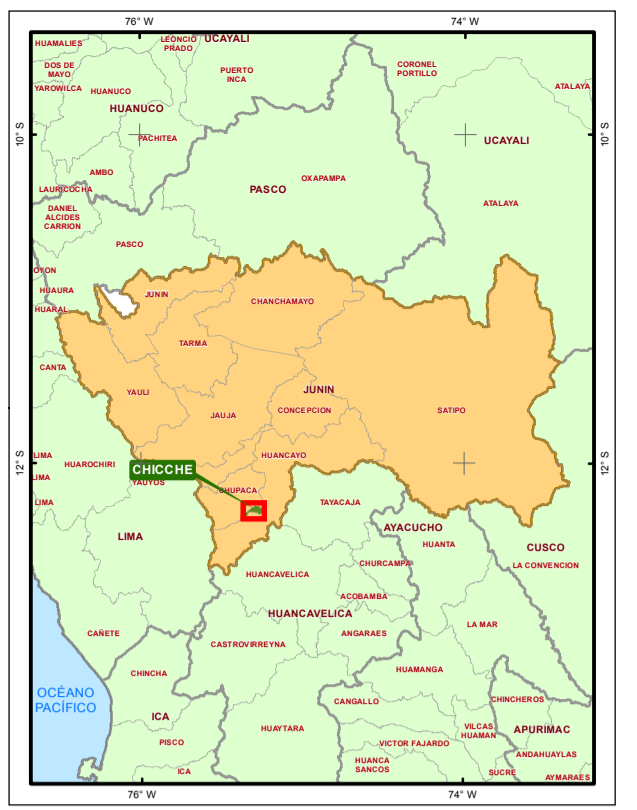 76° W
74° W
HUAMALIES
LEONCIO
PRADO
UCAYALI
DOS DE
MAYO
PUERTO
INCA
CORONEL
PORTILLO
YAROWILCA
HUANUCO
ATALAYA
HUANUCO
10° S
PACHITEA
10° S
UCAYALI
AMBO
LAURICOCHA
PASCO
OXAPAMPA
DANIEL
ALCIDES
CARRION
ATALAYA
PASCO
OYON
HUAURA
JUNIN
CHANCHAMAYO
HUARAL
TARMA
CANTA
YAULI
JUNIN
JAUJA
CONCEPCION
SATIPO
LIMA
HUAROCHIRI
HUANCAYO
12° S
CHICCHE
12° S
LIMA
YAUYOS
CHUPACA
LIMA
TAYACAJA
LIMA
AYACUCHO
HUANTA
CUSCO
LA CONVENCION
HUANCAVELICA
CHURCAMPA
ACOBAMBA
HUANCAVELICA
LA MAR
CAÑETE
CASTROVIRREYNA
ANGARAES
CHINCHA
HUAMANGA
OCÉANO
PACÍFICO
CANGALLO
CHINCHEROS
ICA
HUAYTARA
VILCAS
HUAMAN
APURIMAC
PISCO
VICTOR FAJARDO
ANDAHUAYLAS
ICA
HUANCA
SANCOS
SUCRE
AYMARAES
76° W
74° W